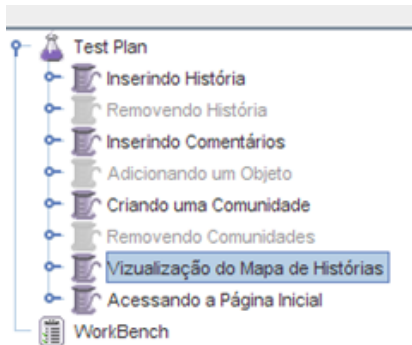 Test Plan
Inserindo História
Removendo História
Inserindo Comentários
Adicionando um Objeto
Criando uma Comunidade
Removendo Comunidades
Vizualização do Mapa de Histórias
Acessando a Página Inicial
WorkBench